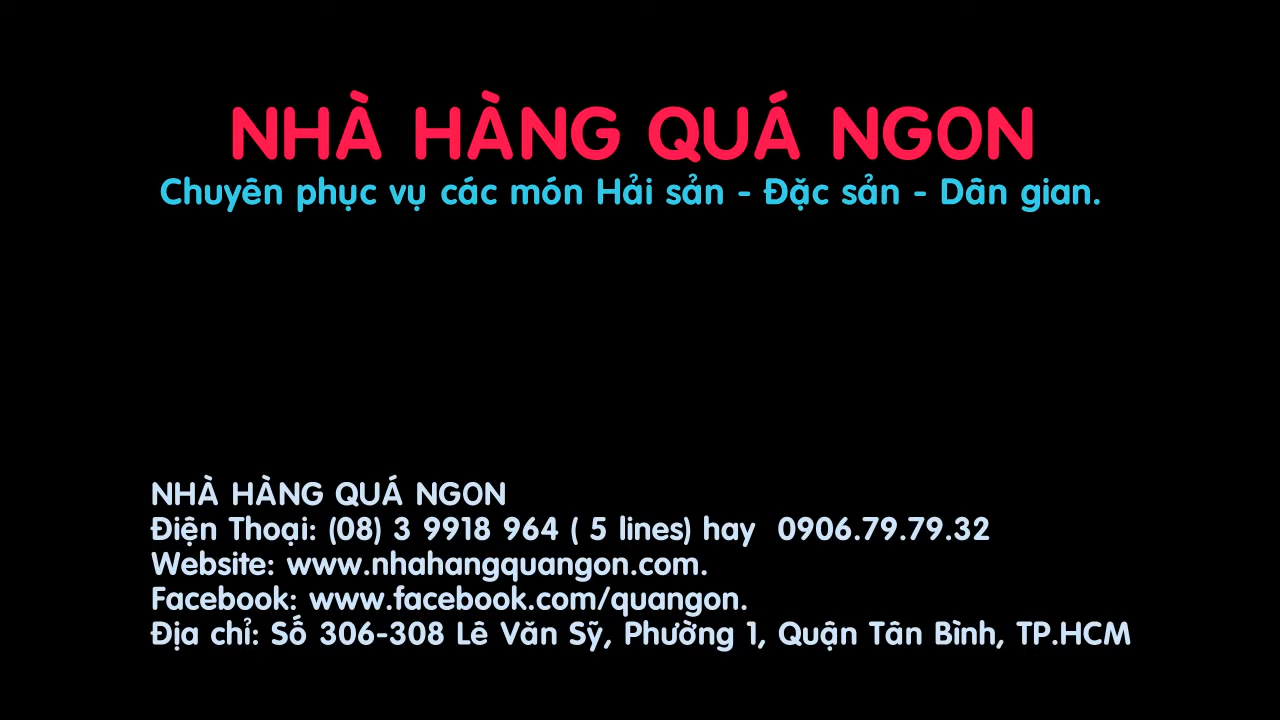 NHÀ HÀNG QUÁ NGON
Chuyên phục vụ các món Hải sản - Đặc sản - Dân gian.
NHÀ HÀNG QUÁ NGON
Điện Thoại: (08) 3 9918 964 ( 5 lines) hay 0906.79.79.32
Website: www.nhahangquangon.com.
Facebook: www.facebook.com/quangon.
Địa chỉ: Số 306-308 Lê Văn Sỹ, Phường 1, Quận Tân Bình, TP.HCM